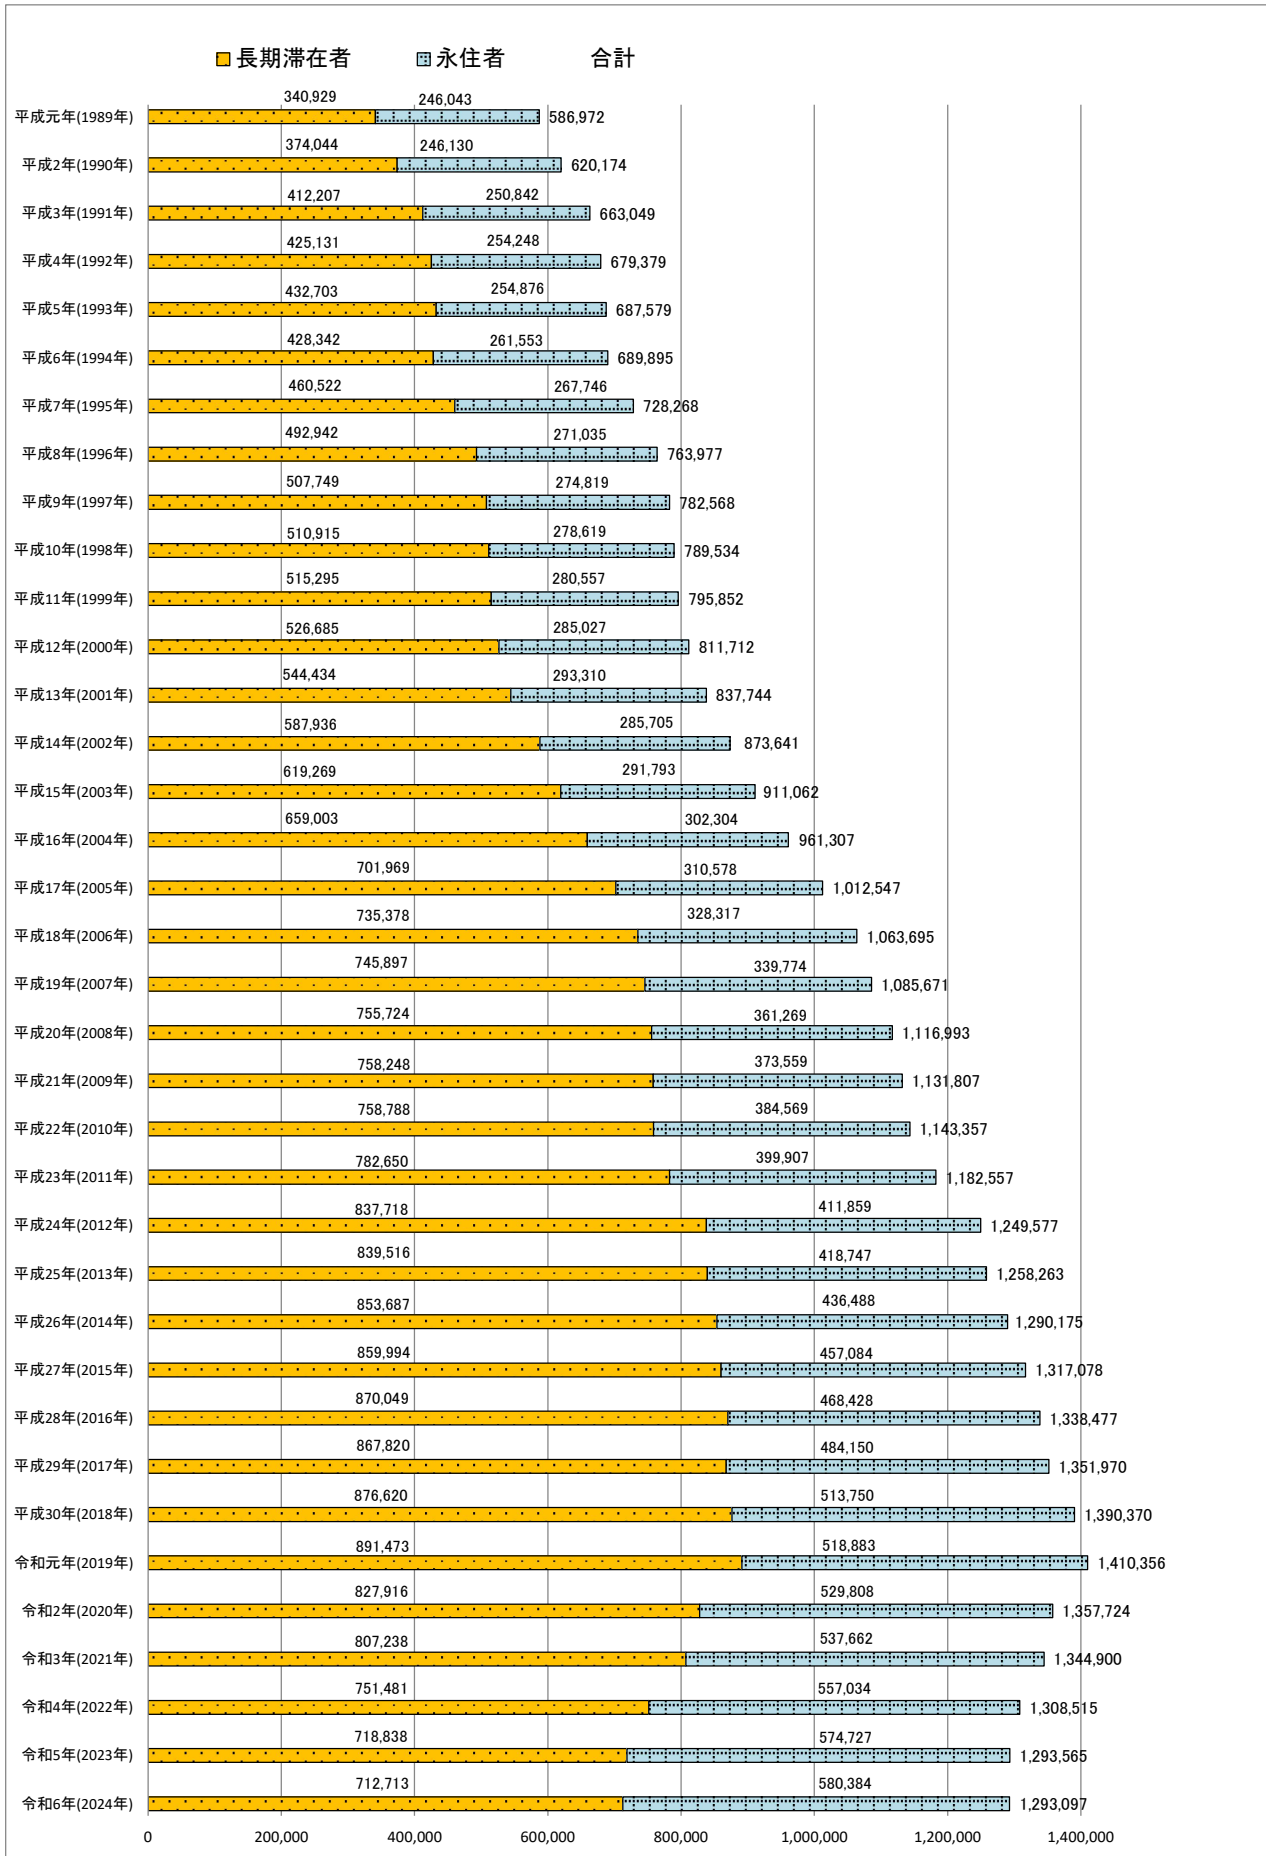 長期滞在者 永住者 合計
340,929 246,043
平成元年(1989年) 586,972
374,044 246,130
平成2年(1990年) 620,174
412,207 250,842
平成3年(1991年) 663,049
425,131 254,248
平成4年(1992年) 679,379
432,703 254,876
平成5年(1993年) 687,579
428,342 261,553
平成6年(1994年) 689,895
460,522 267,746
平成7年(1995年) 728,268
492,942 271,035
平成8年(1996年) 763,977
507,749 274,819
平成9年(1997年) 782,568
510,915 278,619
平成10年(1998年) 789,534
515,295 280,557
平成11年(1999年) 795,852
526,685 285,027
平成12年(2000年) 811,712
544,434 293,310
平成13年(2001年) 837,744
587,936 285,705
平成14年(2002年) 873,641
619,269 291,793
平成15年(2003年) 911,062
659,003 302,304
平成16年(2004年) 961,307
701,969 310,578
平成17年(2005年) 1,012,547
735,378 328,317
平成18年(2006年) 1,063,695
745,897 339,774
平成19年(2007年) 1,085,671
755,724 361,269
平成20年(2008年) 1,116,993
758,248 373,559
平成21年(2009年) 1,131,807
758,788 384,569
平成22年(2010年) 1,143,357
782,650 399,907
平成23年(2011年) 1,182,557
837,718 411,859
平成24年(2012年) 1,249,577
839,516 418,747
平成25年(2013年) 1,258,263
853,687 436,488
平成26年(2014年) 1,290,175
859,994 457,084
平成27年(2015年) 1,317,078
870,049 468,428
平成28年(2016年) 1,338,477
867,820 484,150
平成29年(2017年) 1,351,970
876,620 513,750
平成30年(2018年) 1,390,370
891,473 518,883
令和元年(2019年) 1,410,356
827,916 529,808
令和2年(2020年) 1,357,724
807,238 537,662
令和3年(2021年) 1,344,900
751,481 557,034
令和4年(2022年) 1,308,515
718,838 574,727
令和5年(2023年) 1,293,565
712,713 580,384
令和6年(2024年) 1,293,097
0 200,000 400,000 600,000 800,000 1,000,000 1,200,000 1,400,000